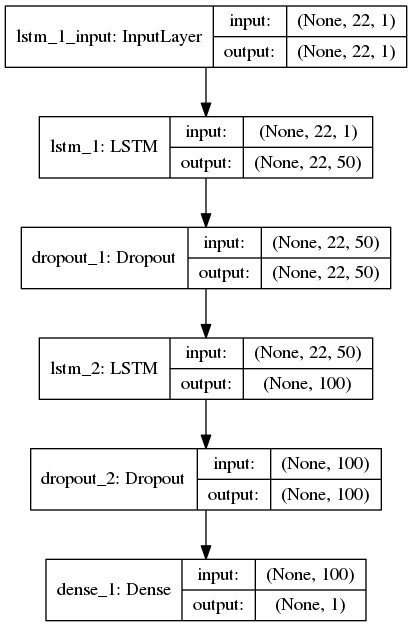 lstm_1_input: InputLayer
input: (None, 22, 1)
output: (None, 22, 1)
lstm_1: LSTM
input: (None, 22, 1)
output: (None, 22, 50)
dropout_1: Dropout
input: (None, 22, 50)
output: (None, 22, 50)
lstm_2: LSTM
input: (None, 22, 50)
output: (None, 100)
dropout_2: Dropout
input: (None, 100)
output: (None, 100)
dense_1: Dense
input: (None, 100)
output: (None, 1)